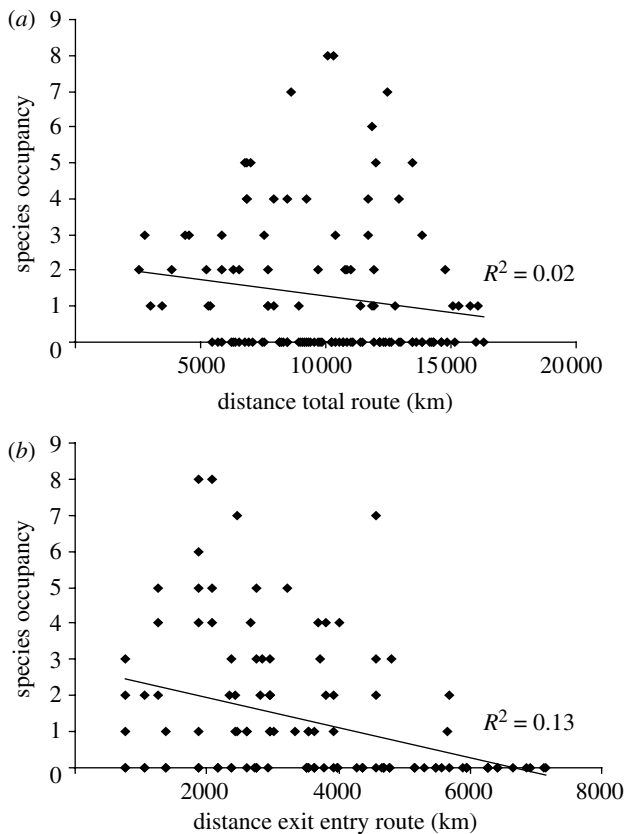 (a)
9
8
7
6
5
4
3
2
1
0
species occupancy
R² = 0.02
5000 10000 15000 20000
distance total route (km)
(b)
9
8
7
6
5
4
3
2
1
0
species occupancy
R² = 0.13
2000 4000 6000 8000
distance exit entry route (km)